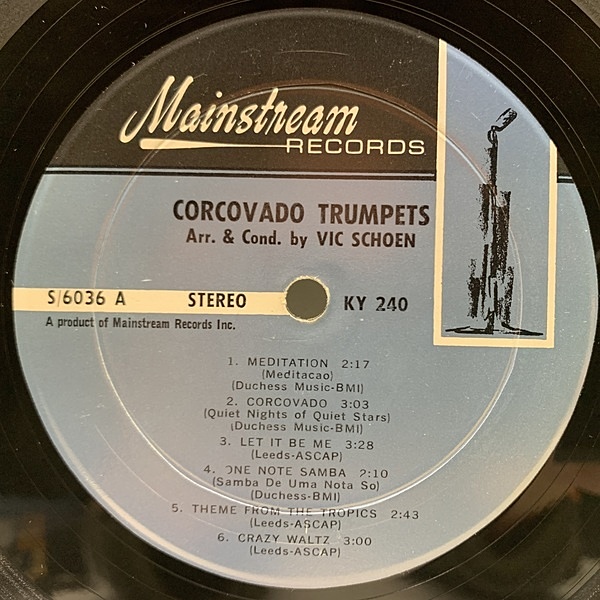 Mainstream
RECORDS
CORCOVADO TRUMPETS
Arr. & Cond. by VIC SCHOEN
S/6036 A STEREO KY 240
A product of Mainstream Records Inc.
1. MEDITATION 2:17
(Meditacao)
(Duchess Music-BMI)
2. CORCOVADO 3:03
(Quiet Nights of Quiet Stars)
(Duchess Music-BMI)
3. LET IT BE ME 3:28
(Leeds-ASCAP)
4. ONE NOTE SAMBA 2:10
(Samba De Uma Nota So)
(Duchess-BMI)
5. THEME FROM THE TROPICS 2:43
(Leeds-ASCAP)
6. CRAZY WALTZ 3:00
(Leeds-ASCAP)